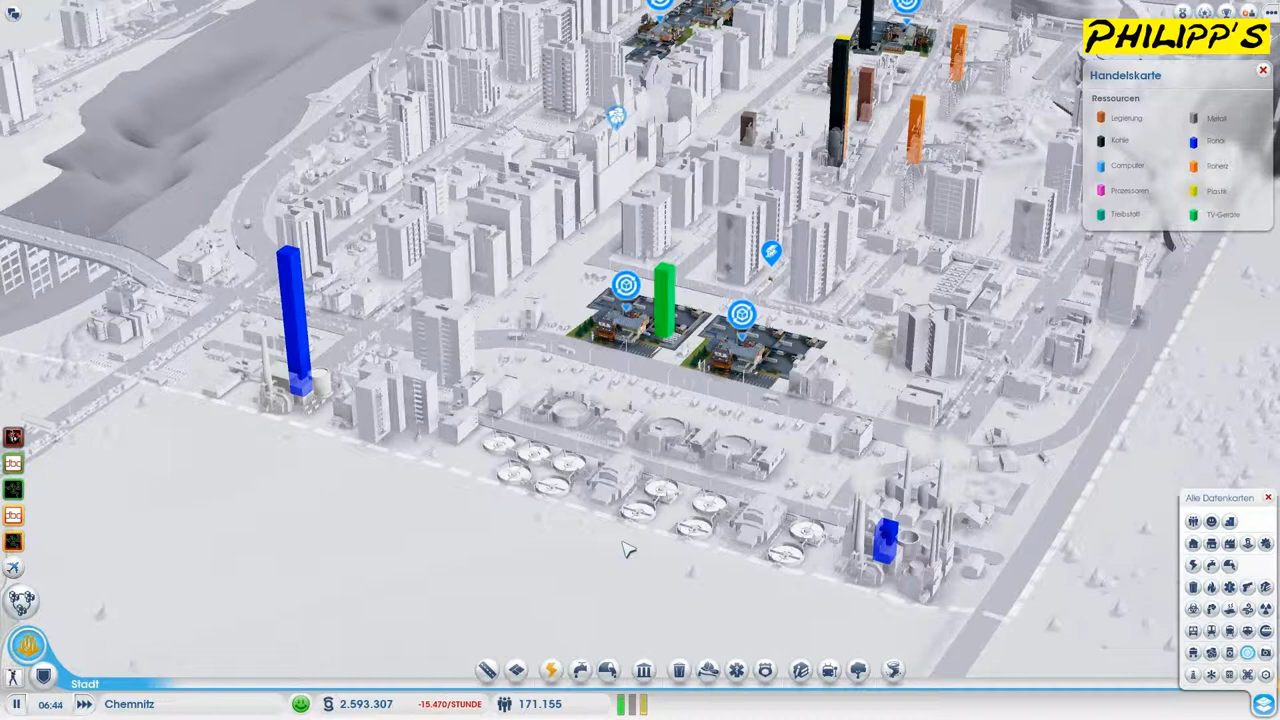 PHILIPP'S
Handelskarte
Ressourcen
Legierung Metall
Kohle Rohöl
Computer Roherz
Prozessoren Plastik
Treibstoff TV-Geräte
Alle Datenkarten
Stadt
06:44 Chemnitz 2.593.307 -15.470/STUNDE 171.155